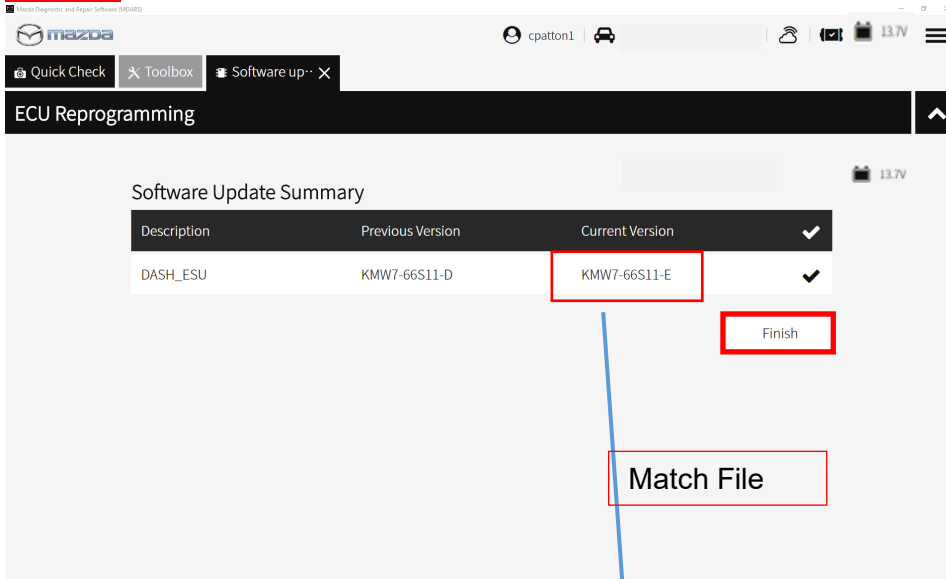 Mazda Diagnostic and Repair Software (MDARS)
mazda
cpatton1
13.7V
Quick Check
Toolbox
Software up··
ECU Reprogramming
13.7V
Software Update Summary
Description Previous Version Current Version
DASH_ESU KMW7-66S11-D KMW7-66S11-E
Finish
Match File